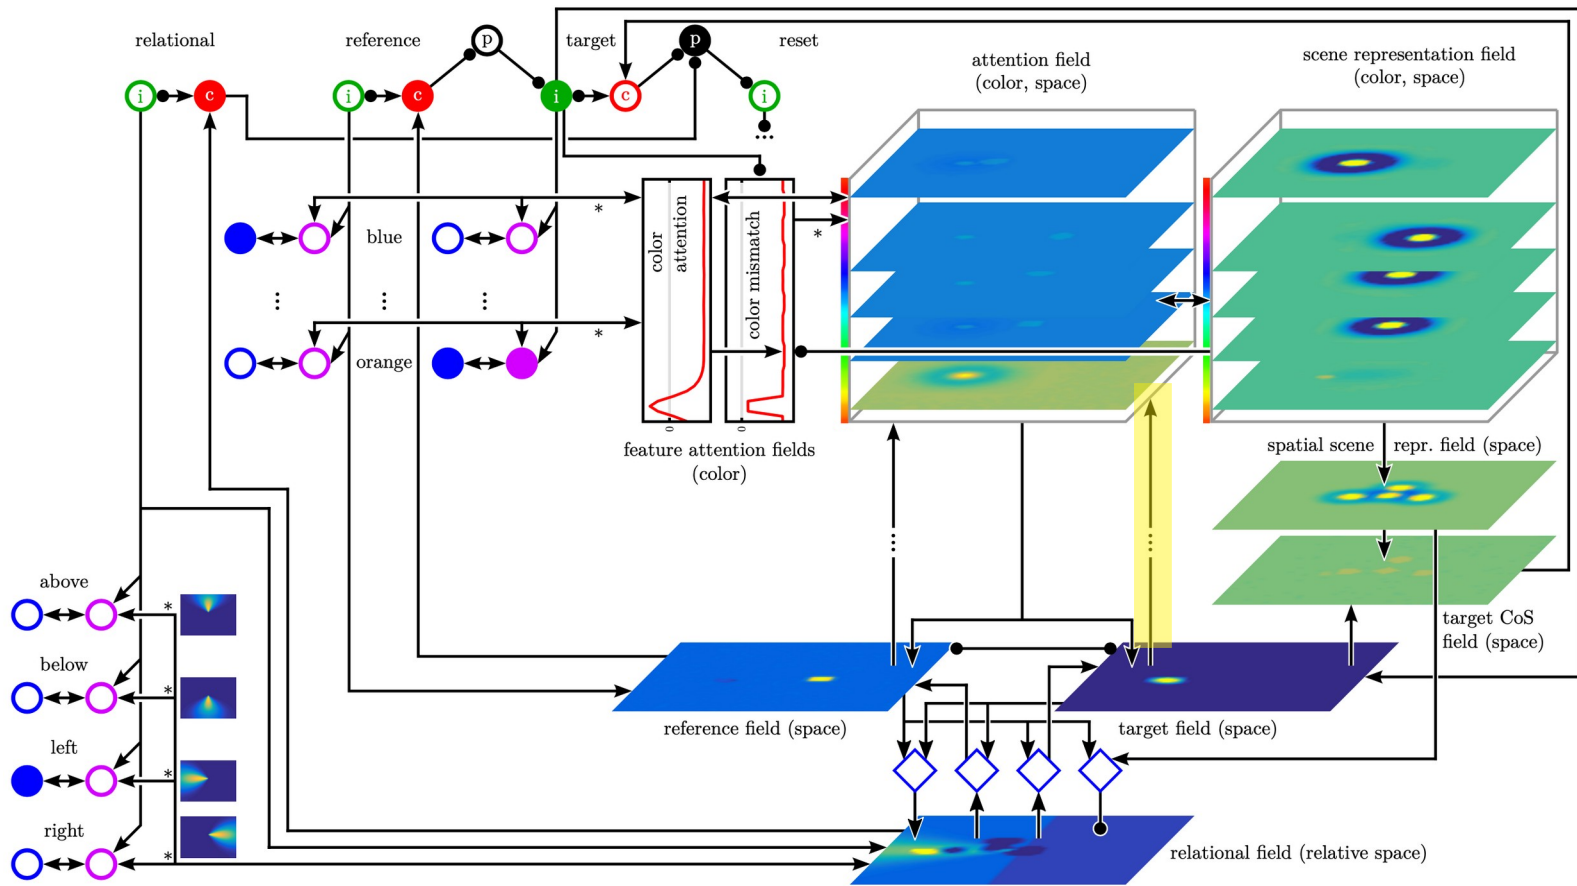 relational
reference
target
reset
p
p
i
c
i
c
i
c
i
...
attention field
(color, space)
scene representation field
(color, space)
color
attention
color mismatch
*
*
*
blue
...
...
...
orange
0
0
feature attention fields
(color)
spatial scene repr. field (space)
...
...
above
*
below
*
left
*
right
*
target CoS
field (space)
reference field (space)
target field (space)
relational field (relative space)